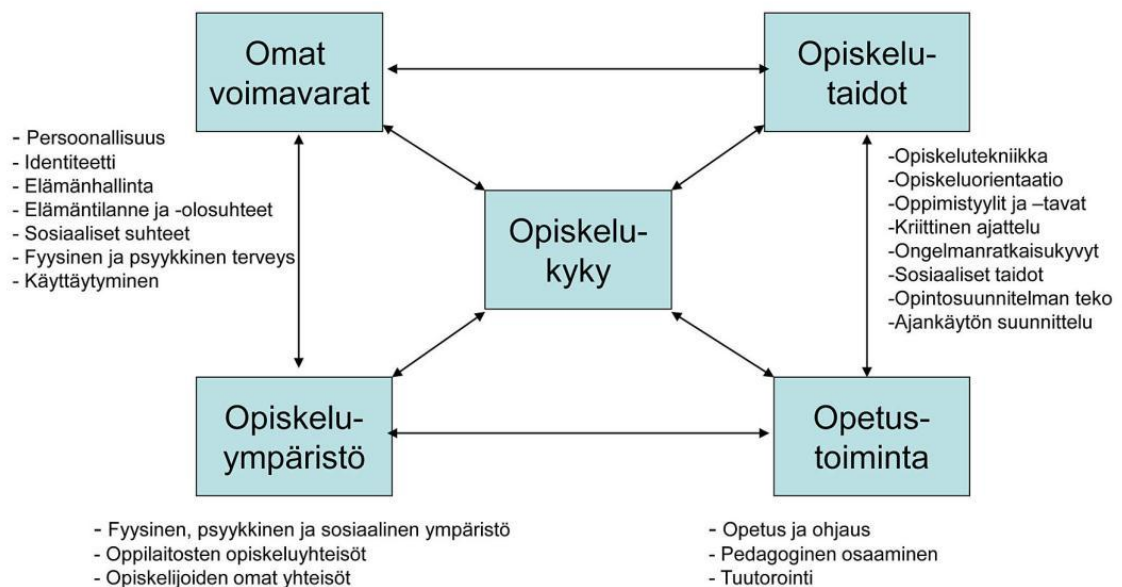 Omat
voimavarat
Opiskelu-
taidot
- Persoonallisuus
- Identiteetti
- Elämänhallinta
- Elämäntilanne ja -olosuhteet
- Sosiaaliset suhteet
- Fyysinen ja psyykkinen terveys
- Käyttäytyminen
Opiskelu-
kyky
-Opiskelutekniikka
-Opiskeluorientaatio
-Oppimistyylit ja –tavat
-Kriittinen ajattelu
-Ongelmanratkaisukyvyt
-Sosiaaliset taidot
-Opintosuunnitelman teko
-Ajankäytön suunnittelu
Opiskelu-
ympäristö
Opetus-
toiminta
- Fyysinen, psyykkinen ja sosiaalinen ympäristö
- Oppilaitosten opiskeluyhteisöt
- Opiskelijoiden omat yhteisöt
- Opetus ja ohjaus
- Pedagoginen osaaminen
- Tuutorointi